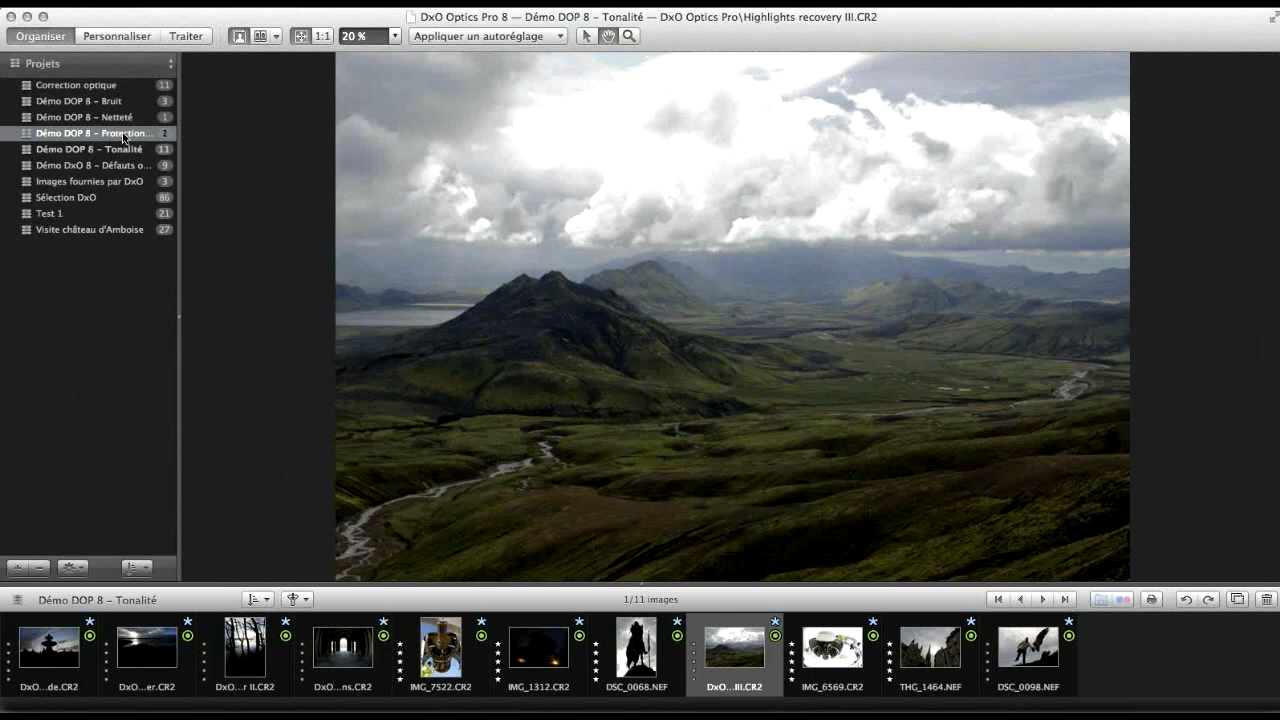 DxO Optics Pro 8 — Démo DOP 8 – Tonalité — DxO Optics Pro\Highlights recovery III.CR2
Organiser Personnaliser Traiter 1:1 20 % Appliquer un autoréglage
Projets
Correction optique 11
Démo DOP 8 – Bruit 3
Démo DOP 8 – Netteté 1
Démo DOP 8 – 2
Démo DOP 8 – Tonalité 11
Démo DxO 8 – Défauts o... 9
Images fournies par DxO 3
Sélection DxO 86
Test 1 21
Visite château d'Amboise 27
Démo DOP 8 – Tonalité 1/11 images
DxO...de.CR2 DxO...er.CR2 DxO...r II.CR2 DxO...ns.CR2 IMG_7522.CR2 IMG_1312.CR2 DSC_0068.NEF DxO...III.CR2 IMG_6569.CR2 THG_1464.NEF DSC_0098.NEF